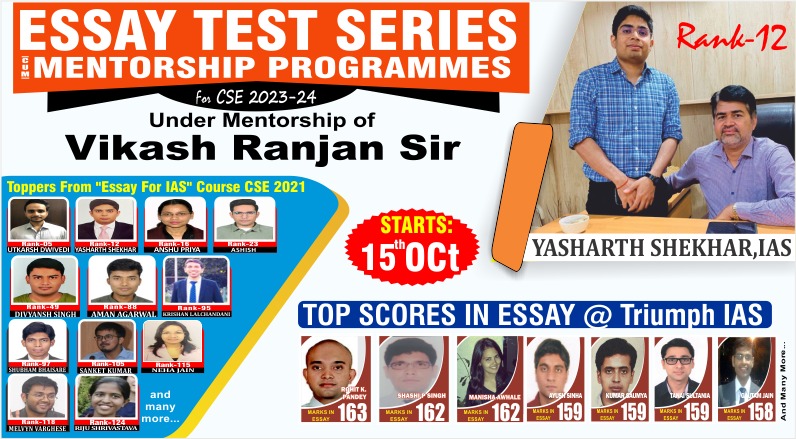 ESSAY TEST SERIES
CUM MENTORSHIP PROGRAMMES
For CSE 2023-24
Under Mentorship of
Vikash Ranjan Sir
Rank-12
YASHARTH SHEKHAR,IAS
Toppers From "Essay For IAS" Course CSE 2021
Rank-05
UTKARSH DWIVEDI
Rank-12
YASHARTH SHEKHAR
Rank-16
ANSHU PRIYA
Rank-23
ASHISH
Rank-49
DIVYANSH SINGH
Rank-88
AMAN AGARWAL
Rank-95
KRISHAN LALCHANDANI
Rank-97
SHUBHAM BHAISARE
Rank-105
SANKET KUMAR
Rank-115
NEHA JAIN
Rank-118
MELVYN VARGHESE
Rank-124
RIJU SHRIVASTAVA
and
many
more...
STARTS:
15th OCt
TOP SCORES IN ESSAY @ Triumph IAS
ROHIT K.
PANDEY
MARKS IN
ESSAY 163
SHASHI P SINGH
MARKS IN
ESSAY 162
MANISHA AWHALE
MARKS IN
ESSAY 162
AYUSH SINHA
MARKS IN
ESSAY 159
KUMAR SAUMYA
MARKS IN
ESSAY 159
MARKS IN
ESSAY 159
JAIN
MARKS IN
ESSAY 158
And Many More...